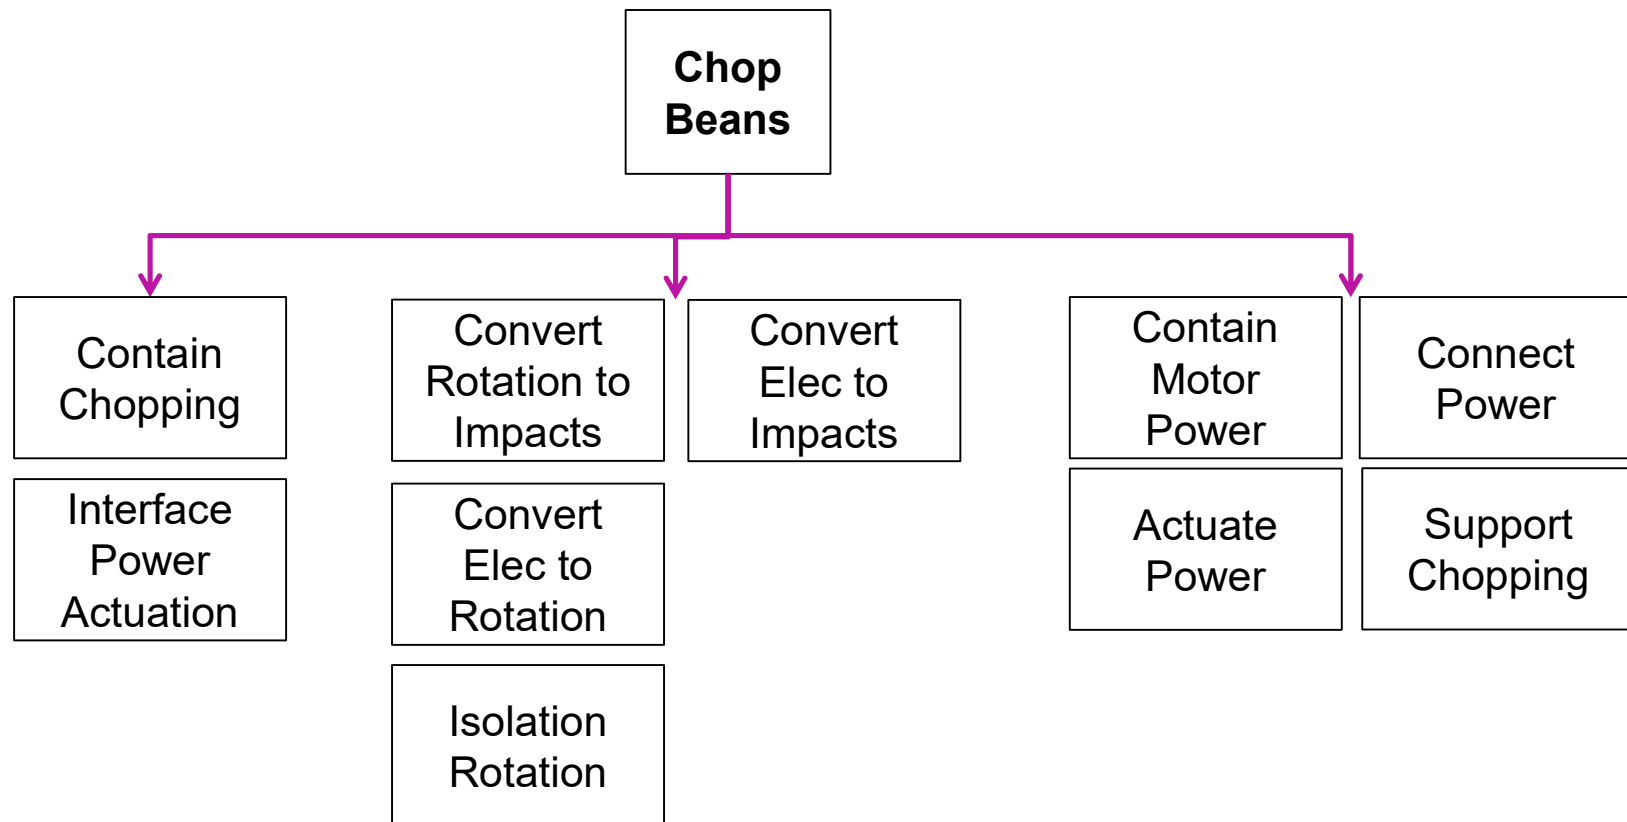 Chop
Beans
Contain
Chopping
Interface
Power
Actuation
Convert
Rotation to
Impacts
Convert
Elec to
Impacts
Convert
Elec to
Rotation
Isolation
Rotation
Contain
Motor
Power
Connect
Power
Actuate
Power
Support
Chopping